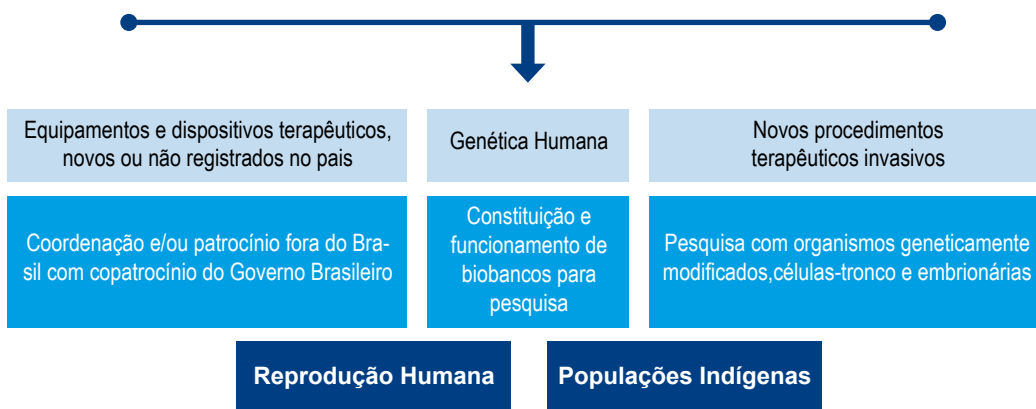 Equipamentos e dispositivos terapêuticos,
novos ou não registrados no pais
Genética Humana
Novos procedimentos
terapêuticos invasivos
Coordenação e/ou patrocínio fora do Bra-
sil com copatrocínio do Governo Brasileiro
Constituição e
funcionamento de
biobancos para
pesquisa
Pesquisa com organismos geneticamente
modificados,células-tronco e embrionárias
Reprodução Humana
Populações Indígenas